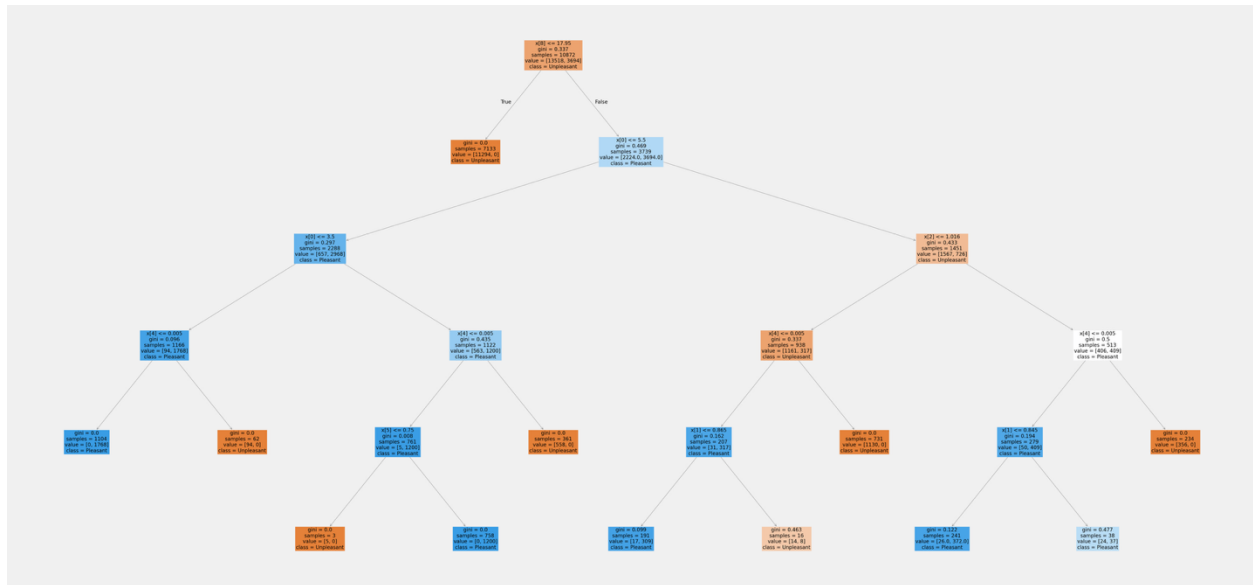 x[8] <= 17.95
gini = 0.337
samples = 10872
value = [13518, 3694]
class = Unpleasant
True
False
gini = 0.0
samples = 7133
value = [11294, 0]
class = Unpleasant
x[0] <= 5.5
gini = 0.469
samples = 3739
value = [2224.0, 3694.0]
class = Pleasant
x[0] <= 3.5
gini = 0.297
samples = 2288
value = [657, 2968]
class = Pleasant
x[2] <= 1.016
gini = 0.433
samples = 1451
value = [1567, 726]
class = Unpleasant
x[4] <= 0.005
gini = 0.096
samples = 1166
value = [94, 1768]
class = Pleasant
x[4] <= 0.005
gini = 0.435
samples = 1122
value = [563, 1200]
class = Pleasant
x[4] <= 0.005
gini = 0.337
samples = 938
value = [1161, 317]
class = Unpleasant
x[4] <= 0.005
gini = 0.5
samples = 513
value = [406, 409]
class = Pleasant
gini = 0.0
samples = 1104
value = [0, 1768]
class = Pleasant
gini = 0.0
samples = 62
value = [94, 0]
class = Unpleasant
x[5] <= 0.75
gini = 0.008
samples = 761
value = [5, 1200]
class = Pleasant
gini = 0.0
samples = 361
value = [558, 0]
class = Unpleasant
x[1] <= 0.865
gini = 0.162
samples = 207
value = [31, 317]
class = Pleasant
gini = 0.0
samples = 731
value = [1130, 0]
class = Unpleasant
x[1] <= 0.845
gini = 0.194
samples = 279
value = [50, 409]
class = Pleasant
gini = 0.0
samples = 234
value = [356, 0]
class = Unpleasant
gini = 0.0
samples = 3
value = [5, 0]
class = Unpleasant
gini = 0.0
samples = 758
value = [0, 1200]
class = Pleasant
gini = 0.099
samples = 191
value = [17, 309]
class = Pleasant
gini = 0.463
samples = 16
value = [14, 8]
class = Unpleasant
gini = 0.122
samples = 241
value = [26.0, 372.0]
class = Pleasant
gini = 0.477
samples = 38
value = [24, 37]
class = Pleasant